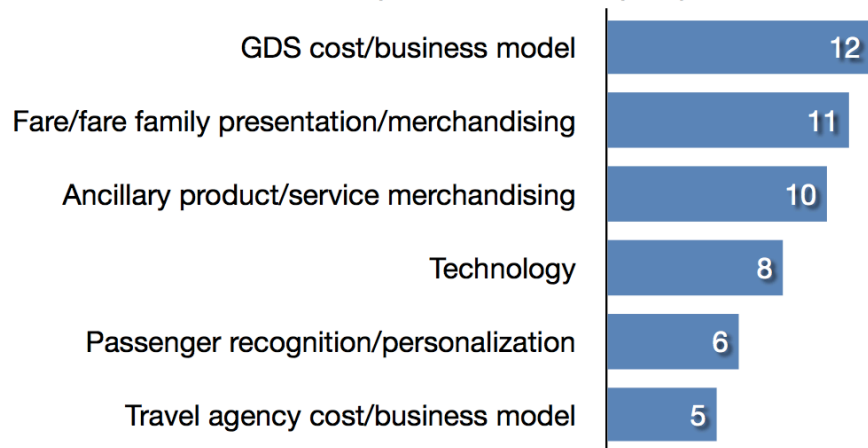 GDS cost/business model 12
Fare/fare family presentation/merchandising 11
Ancillary product/service merchandising 10
Technology 8
Passenger recognition/personalization 6
Travel agency cost/business model 5